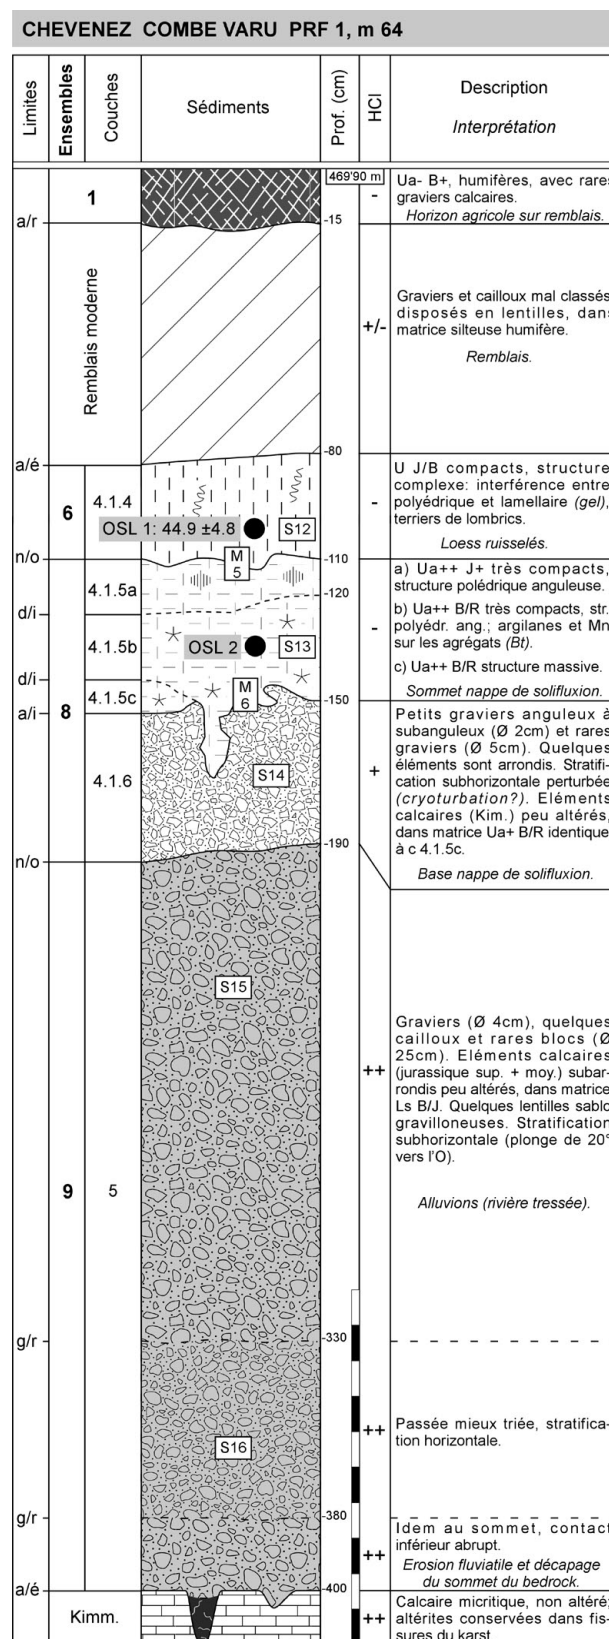 CHEVENEZ COMBE VARU PRF 1, m 64
Limites
Ensembles
Couches
Sédiments
Prof. (cm)
HCl
Description
Interprétation
469'90 m
1
-
Ua- B+, humifères, avec rares
graviers calcaires.
Horizon agricole sur remblais.
a/r
-15
Remblais moderne
+/-
Graviers et cailloux mal classés
disposés en lentilles, dans
matrice silteuse humifère.
Remblais.
-80
a/é
6
4.1.4
OSL 1: 44.9 ±4.8
S12
-
U J/B compacts, structure
complexe: interférence entre
polyédrique et lamellaire (gel),
terriers de lombrics.
Loess ruisselés.
n/o
M
5
-110
4.1.5a
-120
d/i
4.1.5b
OSL 2
S13
-
a) Ua++ J+ très compacts,
structure polédrique anguleuse.
b) Ua++ B/R très compacts, str.
polyédr. ang.; argilanes et Mn
sur les agrégats (Bt).
c) Ua++ B/R structure massive.
Sommet nappe de solifluxion.
d/i
4.1.5c
M
6
-150
a/i
8
4.1.6
S14
+
Petits graviers anguleux à
subanguleux (Ø 2cm) et rares
graviers (Ø 5cm). Quelques
éléments sont arrondis. Stratifi-
cation subhorizontale perturbée
(cryoturbation?). Eléments
calcaires (Kim.) peu altérés,
dans matrice Ua+ B/R identique
à c 4.1.5c.
Base nappe de solifluxion.
-190
n/o
S15
++
Graviers (Ø 4cm), quelques
cailloux et rares blocs (Ø
25cm). Eléments calcaires
(jurassique sup. + moy.) subar-
rondis peu altérés, dans matrice
Ls B/J. Quelques lentilles sablo
gravilloneuses. Stratification
subhorizontale (plonge de 20°
vers l'O).
Alluvions (rivière tressée).
9
5
g/r
-330
S16
++
Passée mieux triée, stratifica-
tion horizontale.
g/r
-380
++
Idem au sommet, contact
inférieur abrupt.
Erosion fluviatile et décapage
du sommet du bedrock.
a/é
-400
Kimm.
++
Calcaire micritique, non altéré;
altérites conservées dans fis-
sures du karst